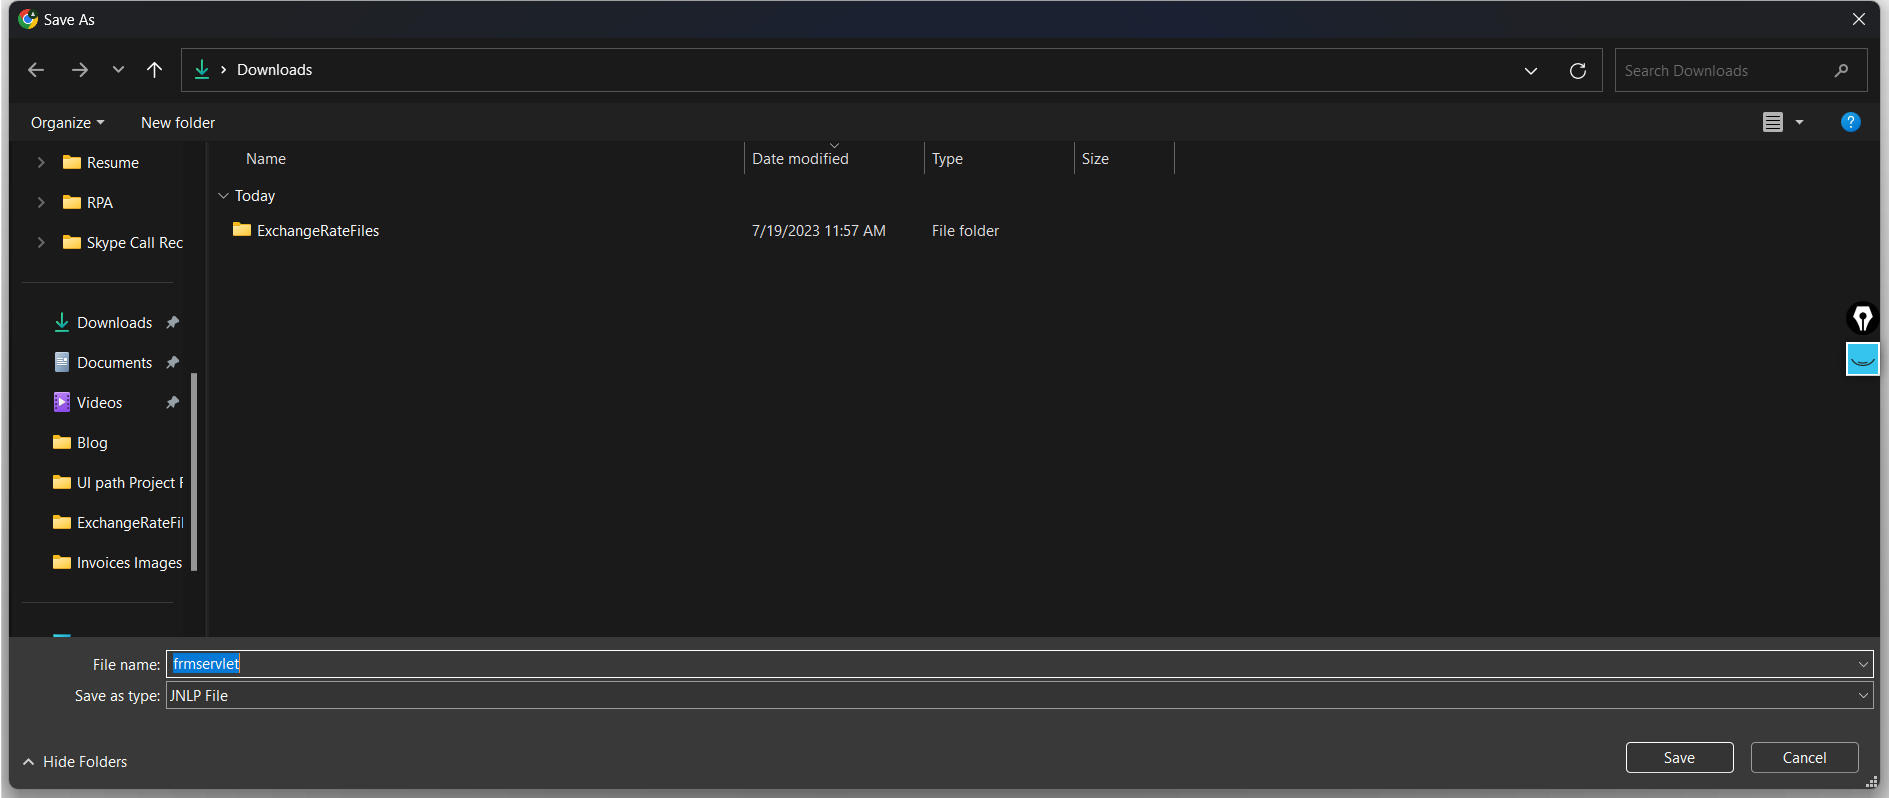 Save As
Downloads
Search Downloads
Organize
New folder
?
Resume
RPA
Skype Call Rec
Downloads
Documents
Videos
Blog
UI path Project F
ExchangeRateFil
Invoices Images
Name
Date modified
Type
Size
Today
ExchangeRateFiles
7/19/2023 11:57 AM
File folder
File name:
frmservlet
Save as type:
JNLP File
Hide Folders
Save
Cancel